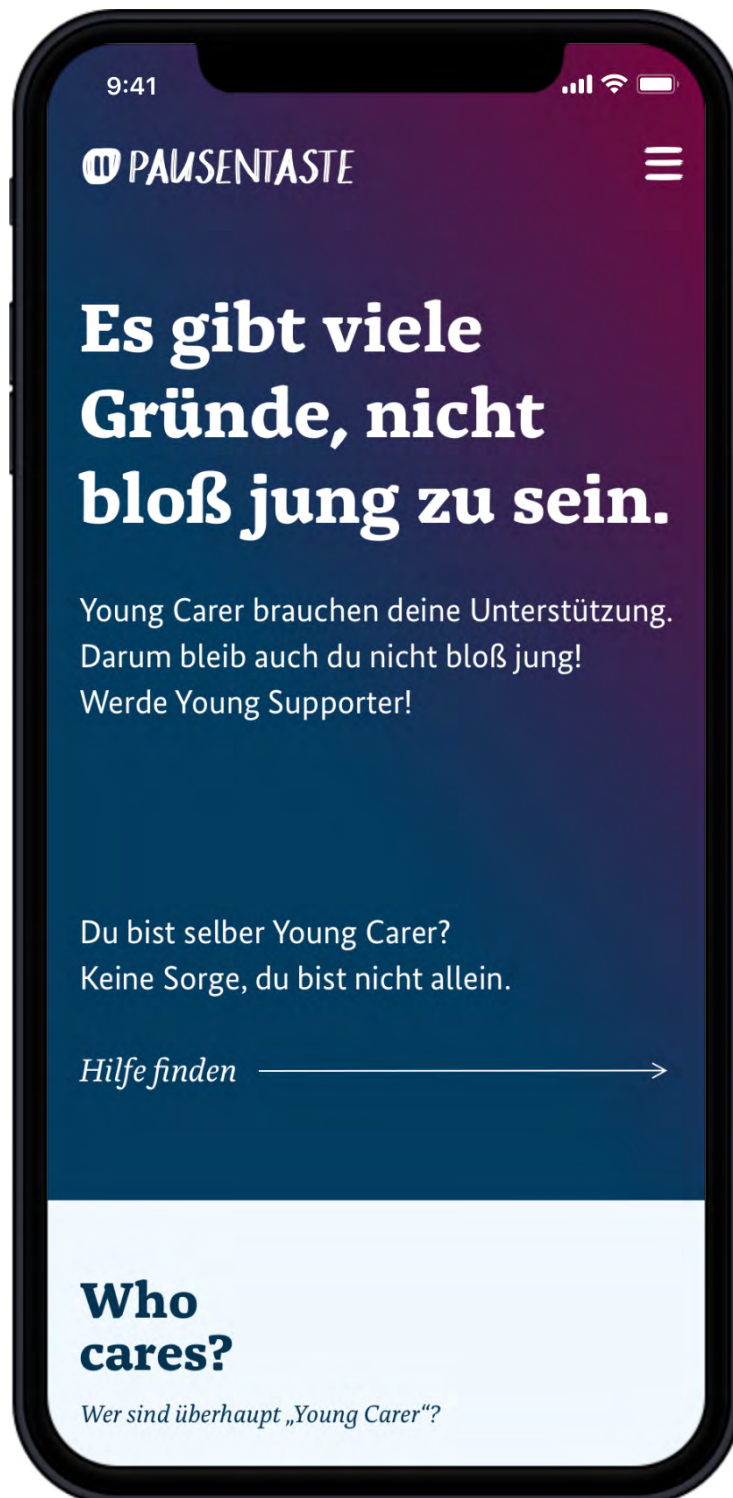 9:41
PAUSENTASTE
Es gibt viele
Gründe, nicht
bloß jung zu sein.
Young Carer brauchen deine Unterstützung.
Darum bleib auch du nicht bloß jung!
Werde Young Supporter!
Du bist selber Young Carer?
Keine Sorge, du bist nicht allein.
Hilfe finden
Who
cares?
Wer sind überhaupt „Young Carer“?